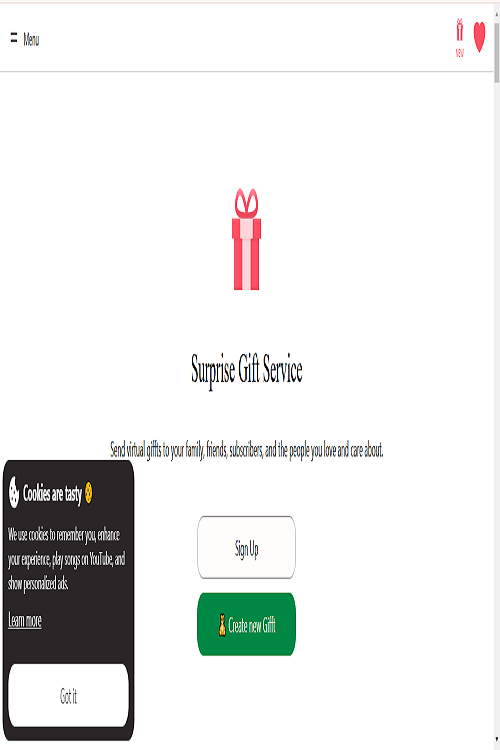 Menu
NEW
Surprise Gift Service
Send virtual giffts to your family, friends, subscribers, and the people you love and care about.
Cookies are tasty
We use cookies to remember you, enhance
your experience, play songs on YouTube, and
show personalized ads.
Learn more
Got it
Sign Up
Create new Gifft